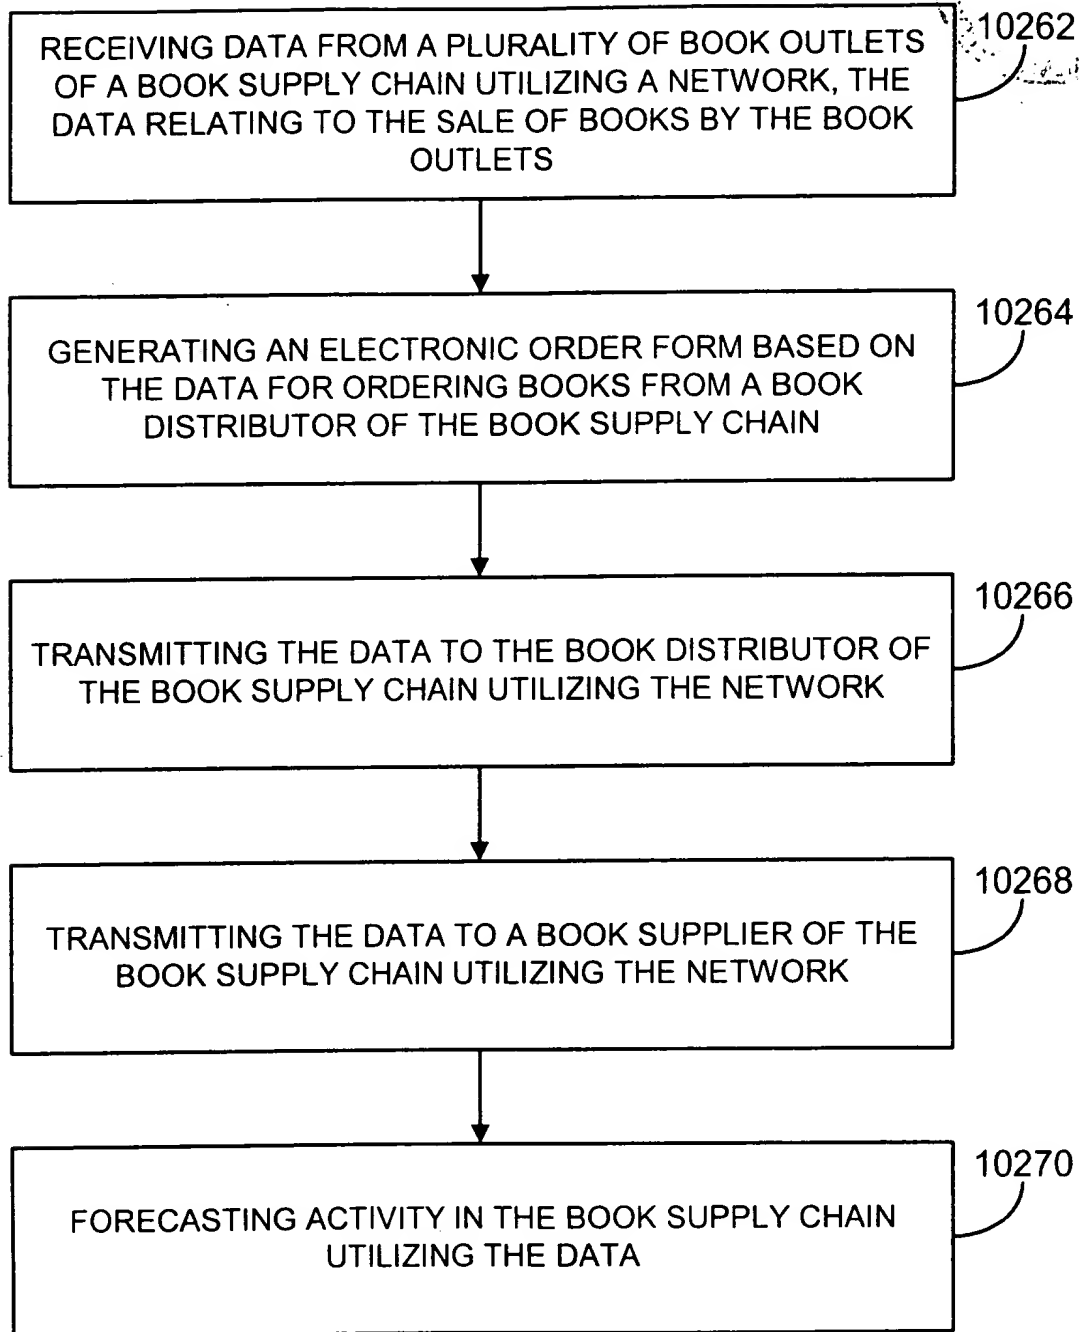 RECEIVING DATA FROM A PLURALITY OF BOOK OUTLETS
OF A BOOK SUPPLY CHAIN UTILIZING A NETWORK, THE
DATA RELATING TO THE SALE OF BOOKS BY THE BOOK
OUTLETS
10262
GENERATING AN ELECTRONIC ORDER FORM BASED ON
THE DATA FOR ORDERING BOOKS FROM A BOOK
DISTRIBUTOR OF THE BOOK SUPPLY CHAIN
10264
TRANSMITTING THE DATA TO THE BOOK DISTRIBUTOR OF
THE BOOK SUPPLY CHAIN UTILIZING THE NETWORK
10266
TRANSMITTING THE DATA TO A BOOK SUPPLIER OF THE
BOOK SUPPLY CHAIN UTILIZING THE NETWORK
10268
FORECASTING ACTIVITY IN THE BOOK SUPPLY CHAIN
UTILIZING THE DATA
10270